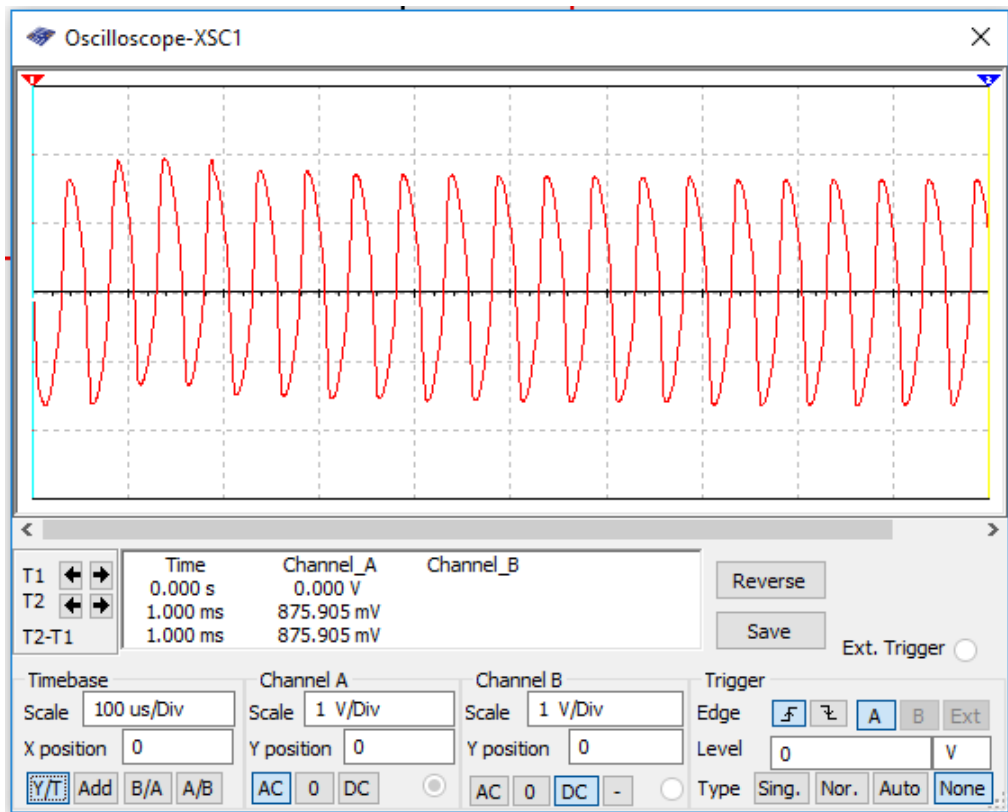 Oscilloscope-XSC1
1 2
Time Channel_A Channel_B
T1 0.000 s 0.000 V
T2 1.000 ms 875.905 mV
T2-T1 1.000 ms 875.905 mV
Reverse
Save
Ext. Trigger
Timebase
Scale 100 us/Div
X position 0
Y/T Add B/A A/B
Channel A
Scale 1 V/Div
Y position 0
AC 0 DC
Channel B
Scale 1 V/Div
Y position 0
AC 0 DC -
Trigger
Edge A B Ext
Level 0 V
Type Sing. Nor. Auto None